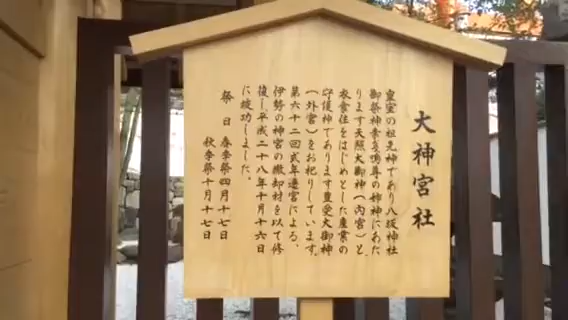 大神宮社
皇室の祖先神であり八坂神社
御祭神素戔嗚尊の姉神にあた
ります天照大御神（内宮）と
衣食住をはじめとした産業の
守護神であります豊受大御神
（外宮）をお祀りしています。
第六十二回式年遷宮による、
伊勢の神宮の撤却材を以て修
復し平成二十八年十月十六日
に竣功しました。
祭日 春季祭四月十七日
秋季祭十月十七日